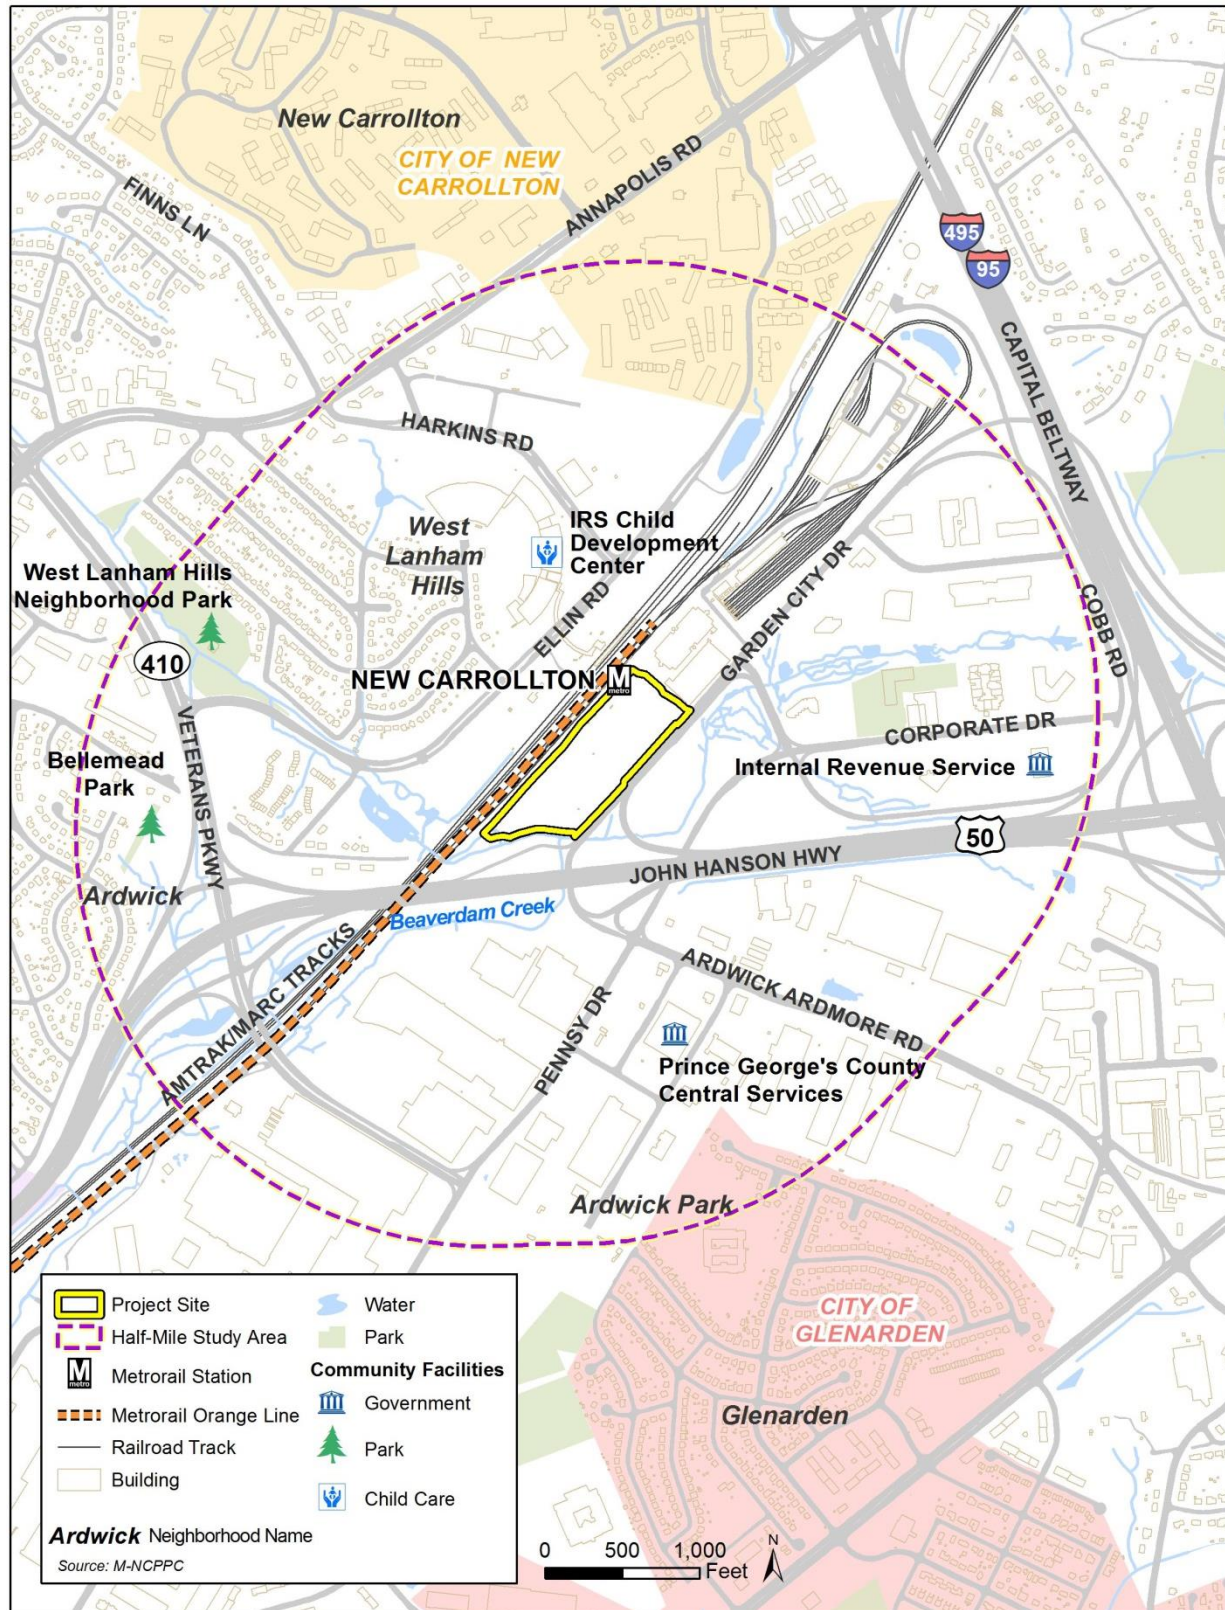 New Carrollton
CITY OF NEW
CARROLLTON
ANNAPOLIS RD
FINNS LN
495
95
CAPITAL BELTWAY
HARKINS RD
West
Lanham
Hills
IRS Child
Development
Center
West Lanham Hills
Neighborhood Park
ELLIN RD
GARDEN CITY DR
COBB RD
410
NEW CARROLLTON
M
metro
VETERANS PKWY
CORPORATE DR
Bellemead
Park
Internal Revenue Service
50
JOHN HANSON HWY
Ardwick
Beaverdam Creek
AMTRAK/MARC TRACKS
ARDWICK ARDMORE RD
PENNSY DR
Prince George's County
Central Services
Ardwick Park
CITY OF
GLENARDEN
Glenarden
Project Site
Half-Mile Study Area
M
metro
Metrorail Station
Metrorail Orange Line
Railroad Track
Building
Water
Park
Community Facilities
Government
Park
Child Care
Ardwick Neighborhood Name
Source: M-NCPPC
0 500 1,000
Feet
N